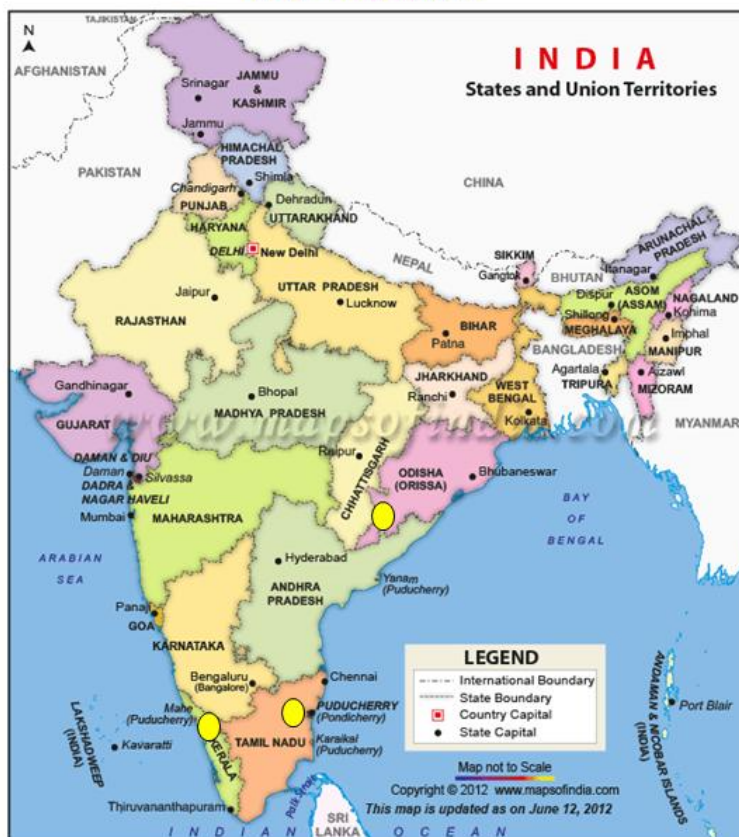 TAJIKISTAN
N
AFGHANISTAN
INDIA
States and Union Territories
JAMMU
&
KASHMIR
Srinagar
Jammu
PAKISTAN
HIMACHAL
PRADESH
Shimla
CHINA
Chandigarh
PUNJAB
Dehradun
UTTARAKHAND
HARYANA
DELHI
New Delhi
ARUNACHAL
PRADESH
NEPAL
SIKKIM
Gangtok
BHUTAN
Itanagar
UTTAR PRADESH
Lucknow
Jaipur
RAJASTHAN
Dispur
ASOM
(ASSAM)
NAGALAND
Kohima
Shillong
MEGHALAYA
BIHAR
Patna
Imphal
MANIPUR
BANGLADESH
JHARKHAND
Ranchi
WEST
BENGAL
Kolkata
Agartala
TRIPURA
Aizawl
MIZORAM
Gandhinagar
GUJARAT
Bhopal
MADHYA PRADESH
www.mapsofindia.com
MYANMAR
Raipur
CHHATTISGARH
ODISHA
(ORISSA)
Bhubaneswar
DAMAN & DIU
Daman
Silvassa
DADRA &
NAGAR HAVELI
Mumbai
MAHARASHTRA
BAY
OF
BENGAL
ARABIAN
SEA
Hyderabad
ANDHRA
PRADESH
Yanam
(Puducherry)
Panaji
GOA
KARNATAKA
Bengaluru
(Bangalore)
Chennai
LEGEND
International Boundary
State Boundary
Country Capital
State Capital
Mahe
(Puducherry)
PUDUCHERRY
(Pondicherry)
Karaikal
(Puducherry)
TAMIL NADU
KERALA
LAKSHADWEEP
(INDIA)
Kavaratti
ANDAMAN & NICOBAR ISLANDS
(INDIA)
Port Blair
Map not to Scale
Copyright © 2012 www.mapsofindia.com
This map is updated as on June 12, 2012
Thiruvananthapuram
Palk Strait
SRI
LANKA
INDIAN OCEAN